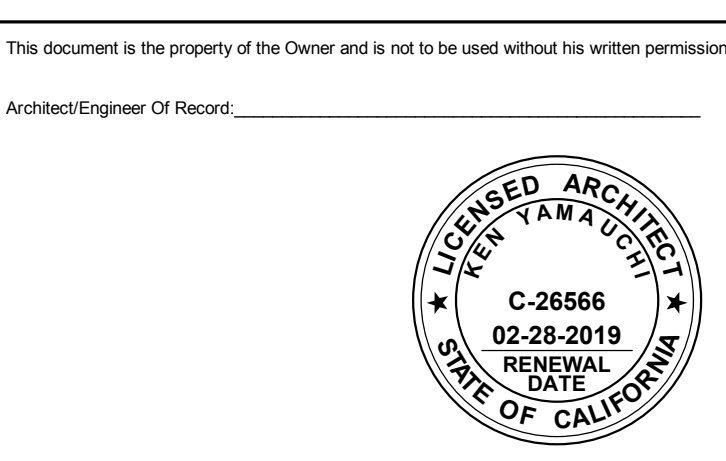 This document is the property of the Owner and is not to be used without his written permission
Architect/Engineer Of Record:
LICENSED ARCHITECT
KEN YAMAUCHI
C-26566
02-28-2019
RENEWAL
DATE
STATE OF CALIFORNIA